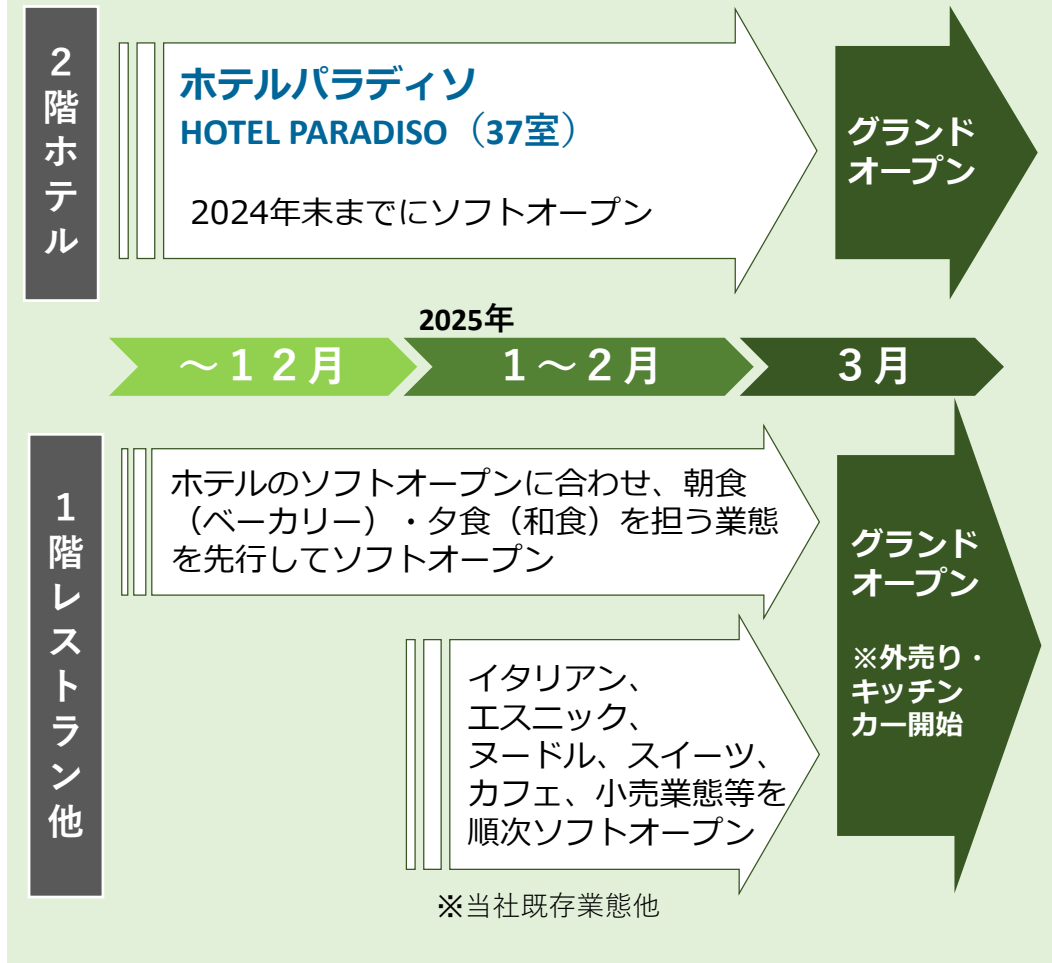 2階ホテル
ホテルパラディソ
HOTEL PARADISO（37室）
2024年末までにソフトオープン
グランド
オープン
2025年
～１２月
１～２月
３月
1階レストラン他
ホテルのソフトオープンに合わせ、朝食
（ベーカリー）・夕食（和食）を担う業態
を先行してソフトオープン
イタリアン、
エスニック、
ヌードル、スイーツ、
カフェ、小売業態等を
順次ソフトオープン
※当社既存業態他
グランド
オープン
※外売り・
キッチン
カー開始